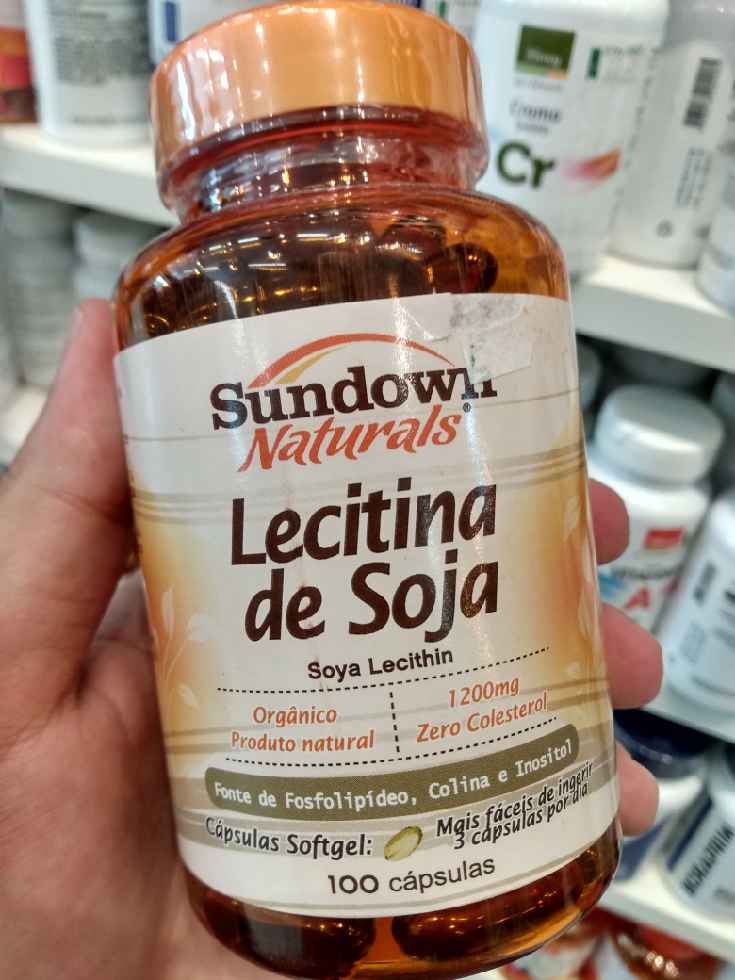 Sundown
Naturals®
Lecitina
de Soja
Soya Lecithin
Orgânico
Produto natural
1200mg
Zero Colesterol
Fonte de Fosfolipídeo, Colina e Inositol
Cápsulas Softgel:
Mais fáceis de ingerir
3 cápsulas por dia
100 cápsulas
Cromo
Cr
A